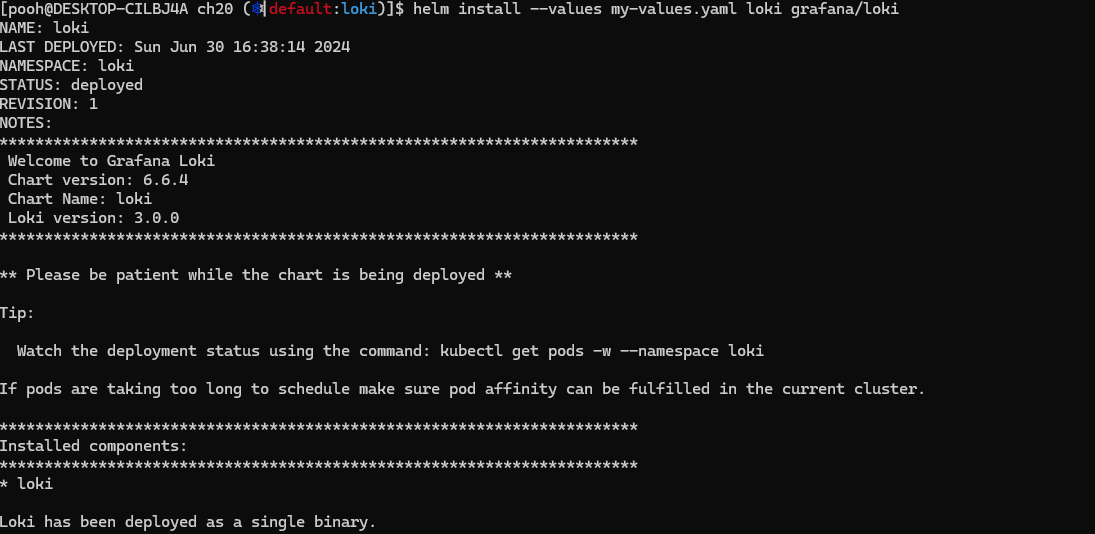 [pooh@DESKTOP-CILBJ4A ch20 (⎈|default:loki)]$ helm install --values my-values.yaml loki grafana/loki
NAME: loki
LAST DEPLOYED: Sun Jun 30 16:38:14 2024
NAMESPACE: loki
STATUS: deployed
REVISION: 1
NOTES:
***********************************************************************
 Welcome to Grafana Loki
 Chart version: 6.6.4
 Chart Name: loki
 Loki version: 3.0.0
***********************************************************************

** Please be patient while the chart is being deployed **

Tip:

  Watch the deployment status using the command: kubectl get pods -w --namespace loki

If pods are taking too long to schedule make sure pod affinity can be fulfilled in the current cluster.

***********************************************************************
Installed components:
***********************************************************************
* loki

Loki has been deployed as a single binary.